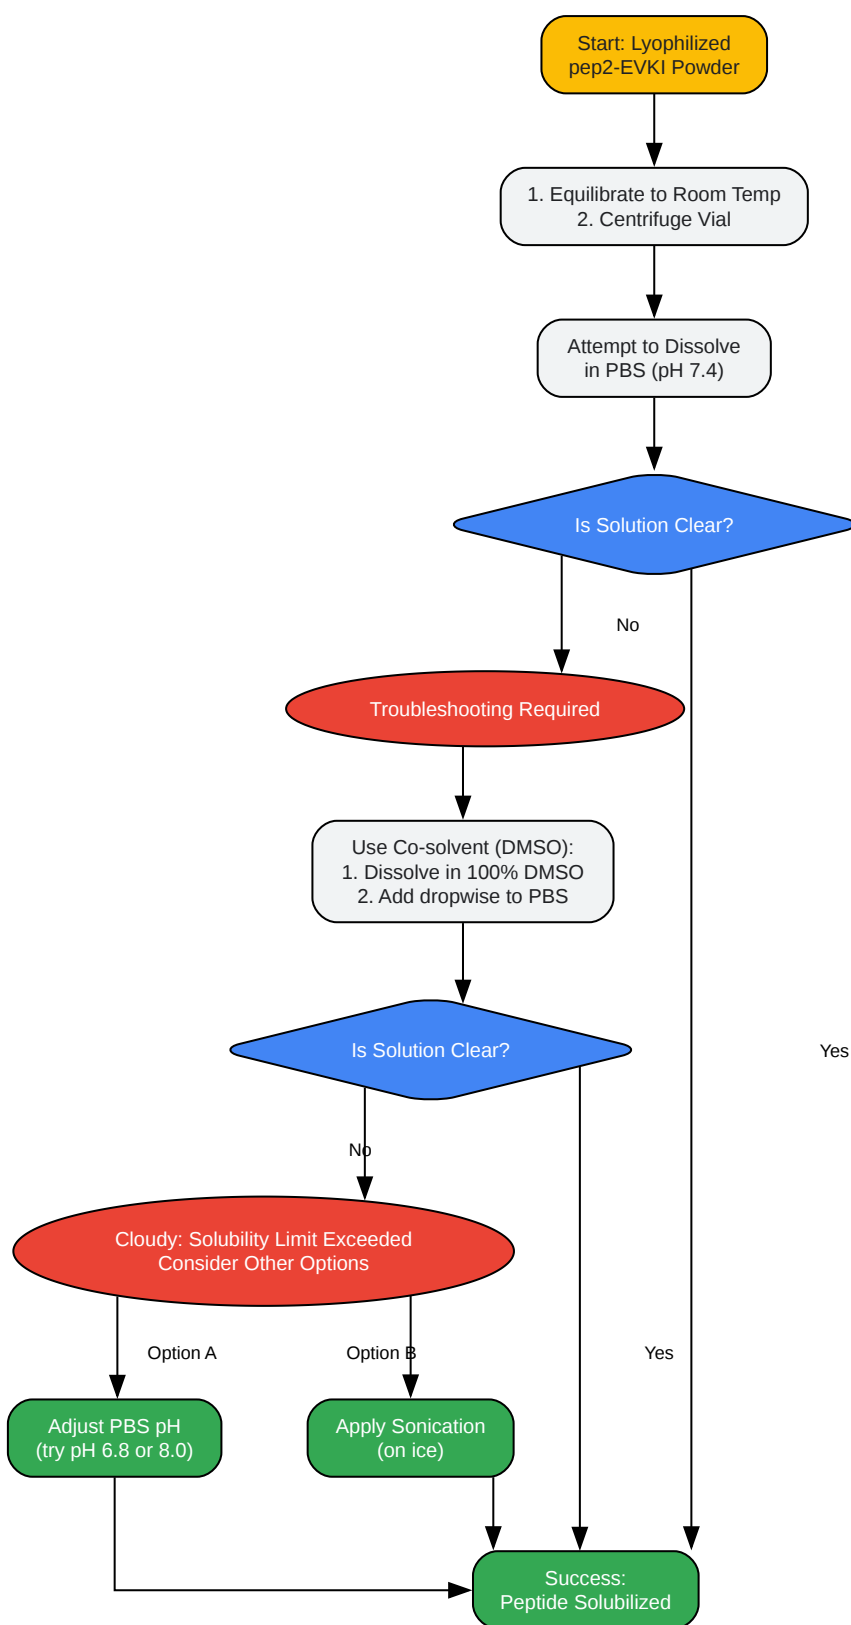 Start: Lyophilized
pep2-EVKI Powder
1. Equilibrate to Room Temp
2. Centrifuge Vial
Attempt to Dissolve
in PBS (pH 7.4)
Is Solution Clear?
No
Troubleshooting Required
Use Co-solvent (DMSO):
1. Dissolve in 100% DMSO
2. Add dropwise to PBS
Is Solution Clear?
Yes
No
Cloudy: Solubility Limit Exceeded
Consider Other Options
Option A
Option B
Yes
Adjust PBS pH
(try pH 6.8 or 8.0)
Apply Sonication
(on ice)
Success:
Peptide Solubilized